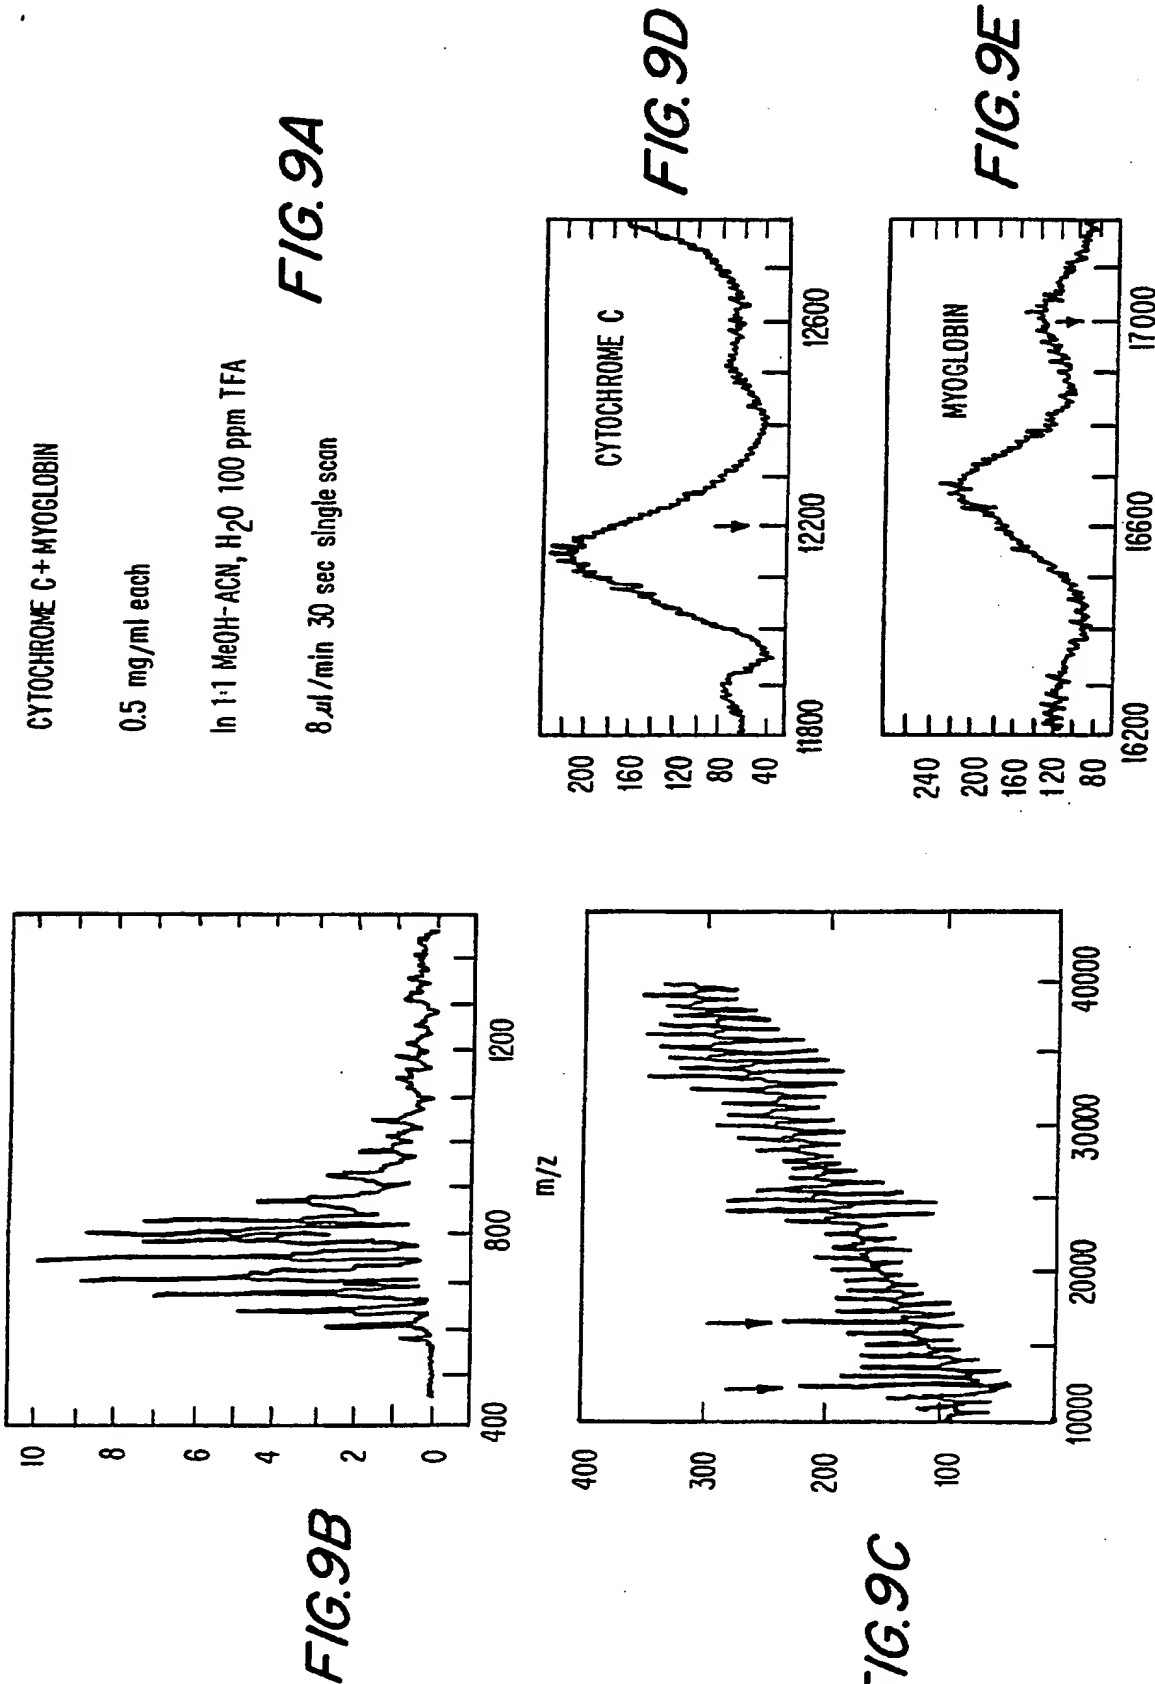 CYTOCHROME C+MYOGLOBIN
0.5 mg/ml each
In 1:1 MeOH-ACN, H2O 100 ppm TFA
8µl/min 30 sec single scan
FIG. 9A
FIG.9B
10
8
6
4
2
0
400
800
1200
m/z
FIG.9C
400
300
200
100
10000
20000
30000
40000
FIG.9D
CYTOCHROME C
200
160
120
80
40
11800
12200
12600
FIG.9E
MYOGLOBIN
240
200
160
120
80
16200
16600
17000